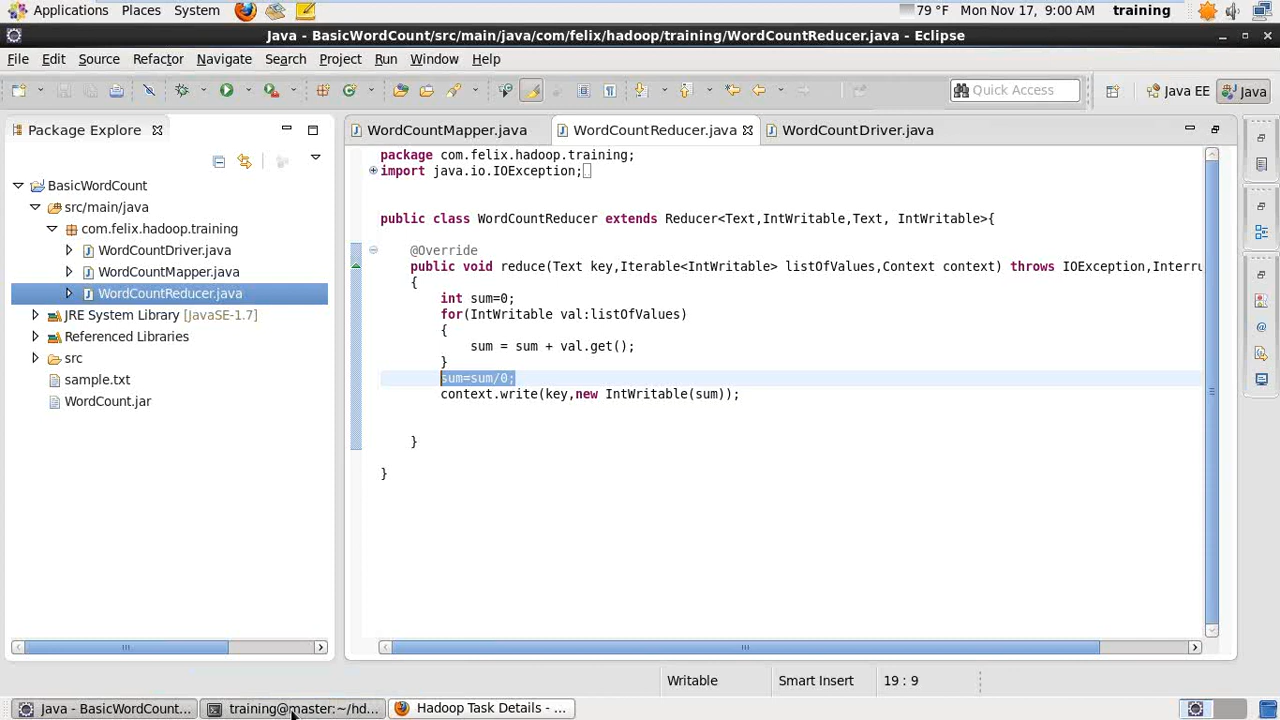 Applications Places System 79 °F Mon Nov 17, 9:00 AM training
Java - BasicWordCount/src/main/java/com/felix/hadoop/training/WordCountReducer.java - Eclipse
File Edit Source Refactor Navigate Search Project Run Window Help
Quick Access Java EE Java
Package Explore
WordCountMapper.java WordCountReducer.java WordCountDriver.java
BasicWordCount
src/main/java
com.felix.hadoop.training
WordCountDriver.java
WordCountMapper.java
WordCountReducer.java
JRE System Library [JavaSE-1.7]
Referenced Libraries
src
sample.txt
WordCount.jar
package com.felix.hadoop.training;
import java.io.IOException;
public class WordCountReducer extends Reducer<Text,IntWritable,Text, IntWritable>{
@Override
public void reduce(Text key,Iterable<IntWritable> listOfValues,Context context) throws IOException,Interru
{
int sum=0;
for(IntWritable val:listOfValues)
{
sum = sum + val.get();
}
sum=sum/0;
context.write(key,new IntWritable(sum));
}
}
Writable Smart Insert 19 : 9
Java - BasicWordCount... training@master:~/hd... Hadoop Task Details - ...